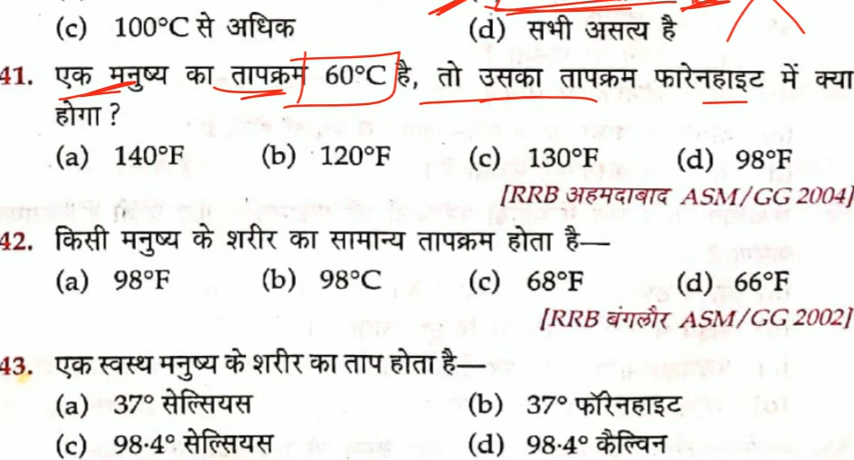 (c) 100°C से अधिक (d) सभी असत्य है
41. एक मनुष्य का तापक्रम 60°C है, तो उसका तापक्रम फारेनहाइट में क्या
होगा ?
(a) 140°F (b) 120°F (c) 130°F (d) 98°F
[RRB अहमदाबाद ASM/GG 2004]
42. किसी मनुष्य के शरीर का सामान्य तापक्रम होता है—
(a) 98°F (b) 98°C (c) 68°F (d) 66°F
[RRB बंगलौर ASM/GG 2002]
43. एक स्वस्थ मनुष्य के शरीर का ताप होता है—
(a) 37° सेल्सियस (b) 37° फॉरेनहाइट
(c) 98·4° सेल्सियस (d) 98·4° कैल्विन